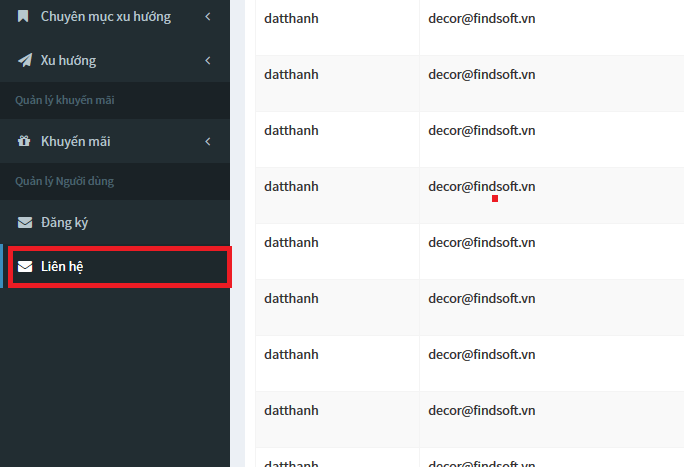 Chuyên mục xu hướng
Xu hướng
Quản lý khuyến mãi
Khuyến mãi
Quản lý Người dùng
Đăng ký
Liên hệ
datthanh decor@findsoft.vn
datthanh decor@findsoft.vn
datthanh decor@findsoft.vn
datthanh decor@findsoft.vn
datthanh decor@findsoft.vn
datthanh decor@findsoft.vn
datthanh decor@findsoft.vn
datthanh decor@findsoft.vn
datthanh decor@findsoft.vn